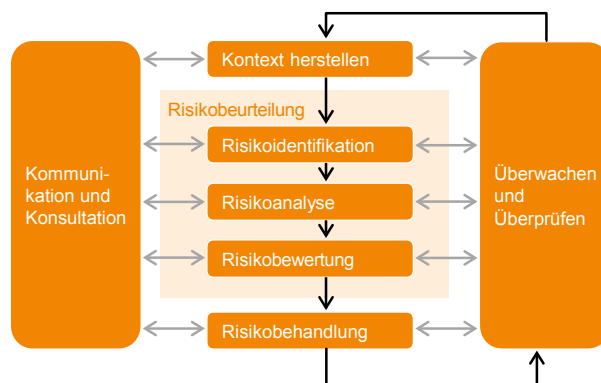 Kontext herstellen
Risikobeurteilung
Risikoidentifikation
Kommuni-
kation und
Konsultation
Risikoanalyse
Überwachen
und
Überprüfen
Risikobewertung
Risikobehandlung